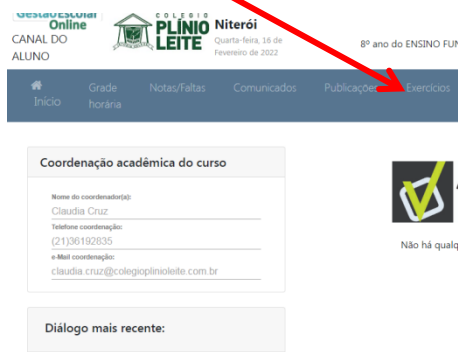 GestãoEscolar
Online
CANAL DO
ALUNO
COLEGIO
PLÍNIO
LEITE
Niterói
Quarta-feira, 16 de
Fevereiro de 2022
8º ano do ENSINO FUN
Início
Grade
horária
Notas/Faltas
Comunicados
Publicações
Exercícios
Coordenação acadêmica do curso
Nome do coordenador(a):
Claudia Cruz
Telefone coordenação:
(21)36192835
e-Mail coordenação:
claudia.cruz@colegioplinioleite.com.br
Não há qualq
Diálogo mais recente: